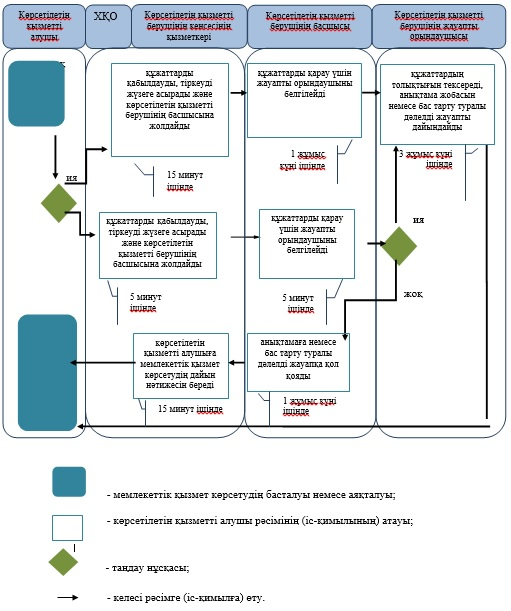 Көрсетілетін
қызметті
алушы
ХҚО
Көрсетілетін қызметті
берушінің кеңсесінің
қызметкері
Көрсетілетін қызметті
берушінің басшысы
Көрсетілетін қызметті
берушінің жауапты
орындаушысы
құжаттарды
қабылдауды, тіркеуді
жүзеге асырады және
көрсетілетін қызметті
берушінің басшысына
жолдайды
құжаттарды қарау үшін
жауапты орындаушыны
белгілейді
құжаттардың
толықтығын тексереді,
анықтама жобасын
немесе бас тарту туралы
дәлелді жауапты
дайындайды
15 минут
ішінде
1 жұмыс
күні ішінде
3 жұмыс күні
ішінде
ия
құжаттарды қабылдауды,
тіркеуді жүзеге асырады
және көрсетілетін
қызметті берушінің
басшысына жолдайды
құжаттарды қарау
үшін жауапты
орындаушыны
белгілейді
ия
5 минут
ішінде
5 минут
ішінде
жоқ
көрсетілетін
қызметті алушыға
мемлекеттік қызмет
көрсетудің дайын
нәтижесін береді
анықтамаға немесе
бас тарту туралы
дәлелді жауапқа қол
қояды
15 минут ішінде
1 жұмыс күні
ішінде
- мемлекеттік қызмет көрсетудің басталуы немесе аяқталуы;
- көрсетілетін қызметті алушы рәсімінің (іс-қимылының) атауы;
- таңдау нұсқасы;
- келесі рәсімге (іс-қимылға) өту.